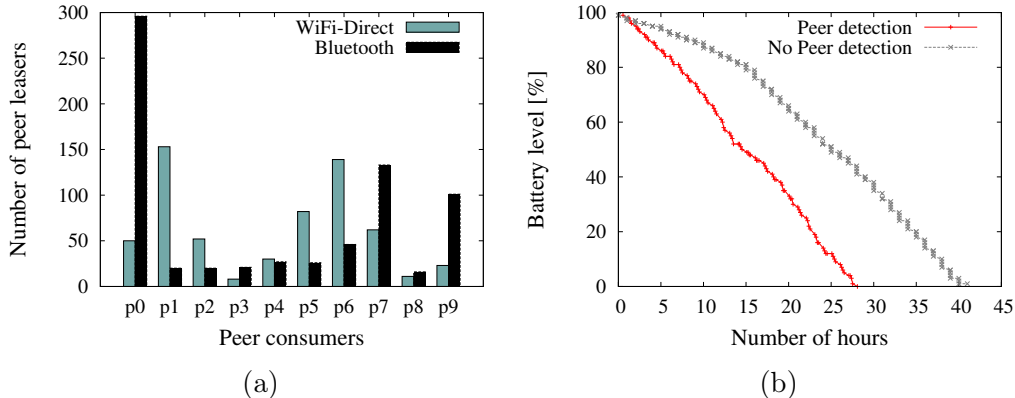 Number of peer leasers
300
250
200
150
100
50
0
WiFi-Direct
Bluetooth
p0 p1 p2 p3 p4 p5 p6 p7 p8 p9
Peer consumers
(a)
Battery level [%]
100
80
60
40
20
0
Peer detection
No Peer detection
0 5 10 15 20 25 30 35 40 45
Number of hours
(b)